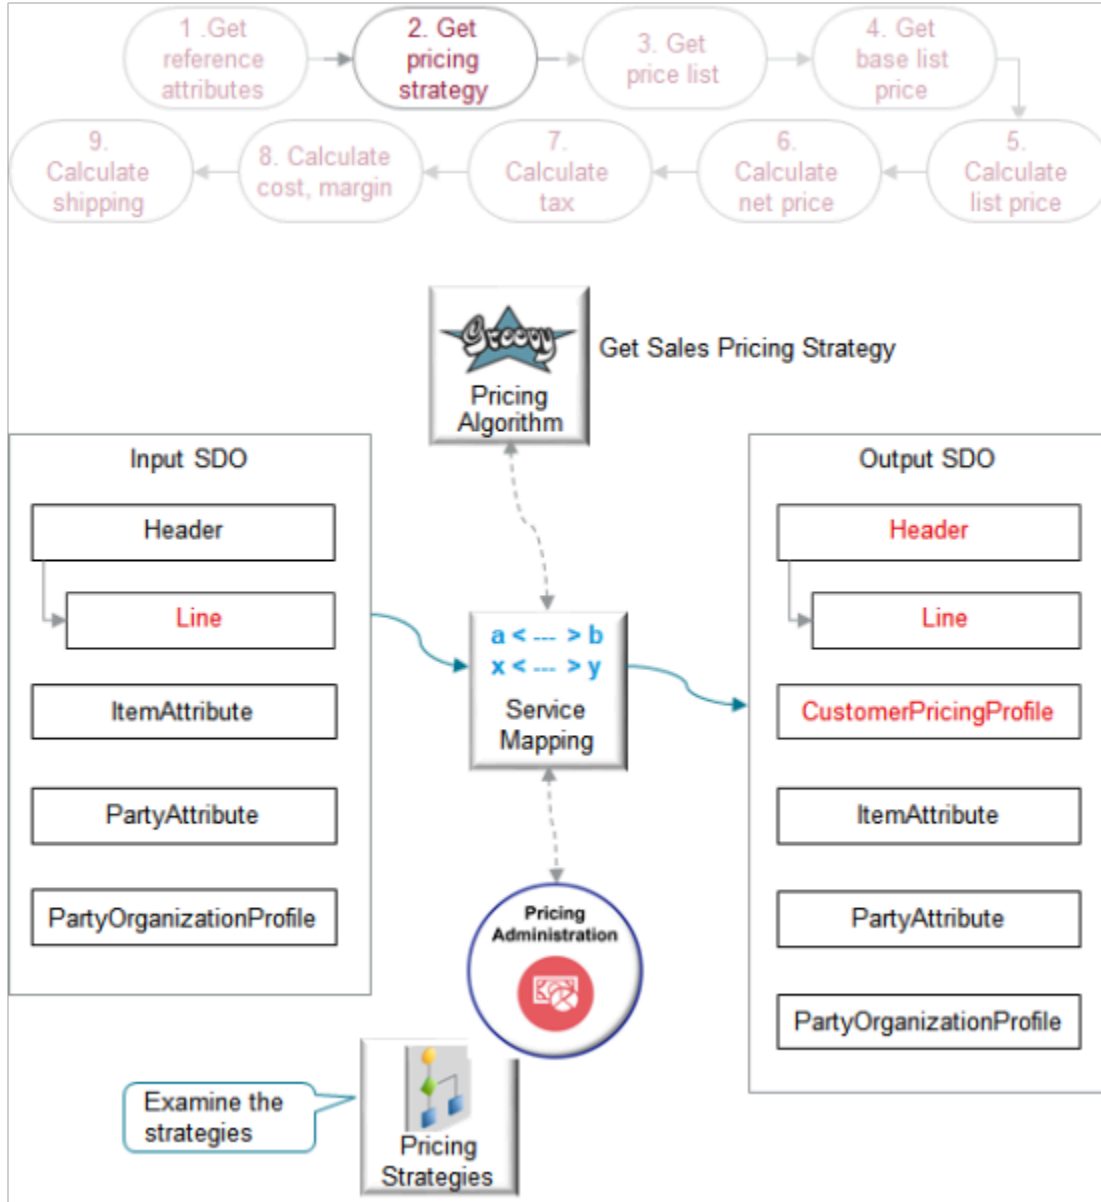 1 .Get
reference
attributes
2. Get
pricing
strategy
3. Get
price list
4. Get
base list
price
9.
Calculate
shipping
8. Calculate
cost, margin
7.
Calculate
tax
6.
Calculate
net price
5.
Calculate
list price
Groovy
Pricing
Algorithm
Get Sales Pricing Strategy
Input SDO
Header
Line
ItemAttribute
PartyAttribute
PartyOrganizationProfile
a < --- > b
x < --- > y
Service
Mapping
Output SDO
Header
Line
CustomerPricingProfile
ItemAttribute
PartyAttribute
PartyOrganizationProfile
Pricing
Administration
Examine the
strategies
Pricing
Strategies